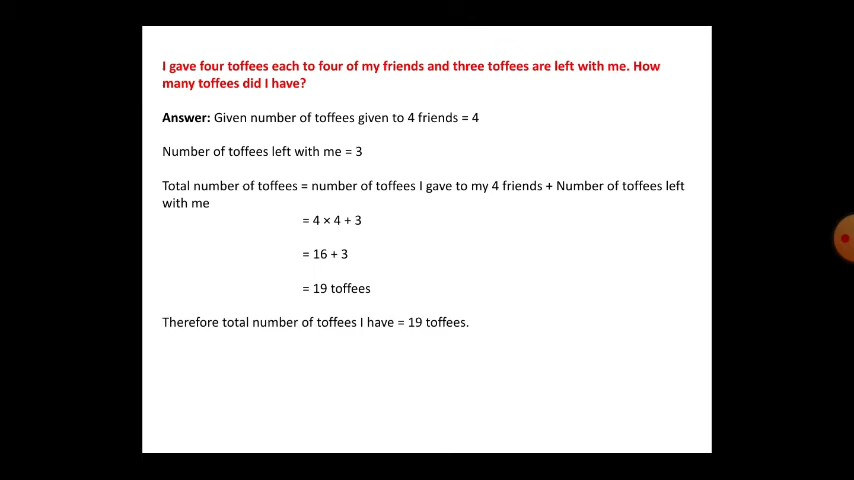 I gave four toffees each to four of my friends and three toffees are left with me. How
many toffees did I have?
Answer: Given number of toffees given to 4 friends = 4
Number of toffees left with me = 3
Total number of toffees = number of toffees I gave to my 4 friends + Number of toffees left
with me
= 4 × 4 + 3
= 16 + 3
= 19 toffees
Therefore total number of toffees I have = 19 toffees.